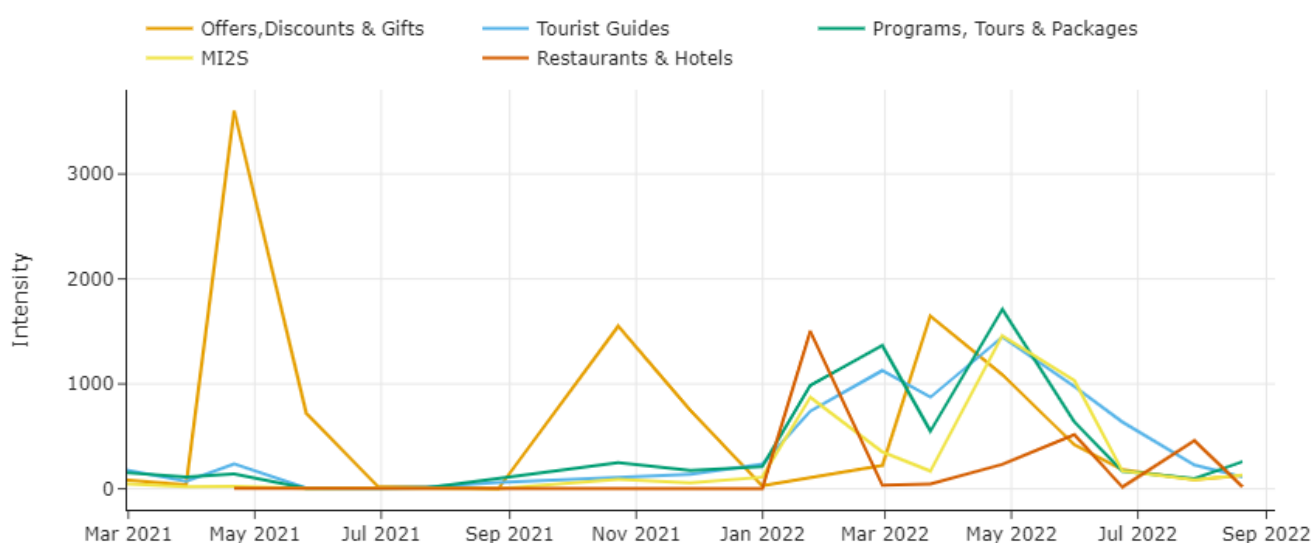 Offers,Discounts & Gifts Tourist Guides Programs, Tours & Packages
MI2S Restaurants & Hotels
Intensity
3000
2000
1000
0
Mar 2021 May 2021 Jul 2021 Sep 2021 Nov 2021 Jan 2022 Mar 2022 May 2022 Jul 2022 Sep 2022